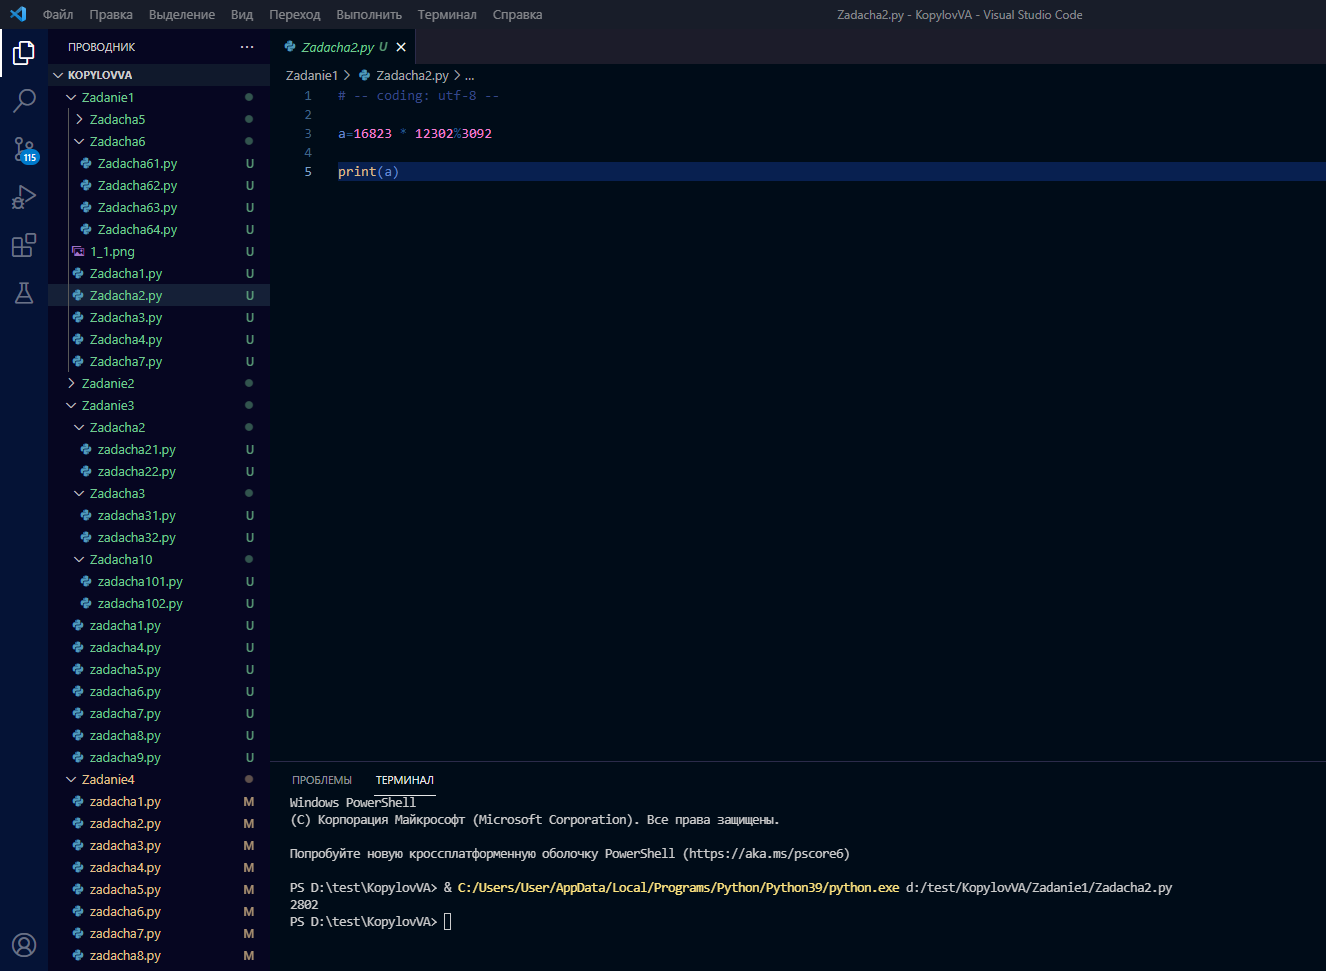 Файл Правка Выделение Вид Переход Выполнить Терминал Справка Zadacha2.py - KopylovVA - Visual Studio Code
ПРОВОДНИК ···
KOPYLOVVA
Zadanie1
Zadacha5
Zadacha6
Zadacha61.py U
Zadacha62.py U
Zadacha63.py U
Zadacha64.py U
1_1.png U
Zadacha1.py U
Zadacha2.py U
Zadacha3.py U
Zadacha4.py U
Zadacha7.py U
Zadanie2
Zadanie3
Zadacha2
zadacha21.py U
zadacha22.py U
Zadacha3
zadacha31.py U
zadacha32.py U
Zadacha10
zadacha101.py U
zadacha102.py U
zadacha1.py U
zadacha4.py U
zadacha5.py U
zadacha6.py U
zadacha7.py U
zadacha8.py U
zadacha9.py U
Zadanie4
zadacha1.py M
zadacha2.py M
zadacha3.py M
zadacha4.py M
zadacha5.py M
zadacha6.py M
zadacha7.py M
zadacha8.py M
115
Zadacha2.py U
Zadanie1 > Zadacha2.py > ...
1 # -- coding: utf-8 --
2
3 a=16823 * 12302%3092
4
5 print(a)
ПРОБЛЕМЫ ТЕРМИНАЛ
Windows PowerShell
(C) Корпорация Майкрософт (Microsoft Corporation). Все права защищены.
Попробуйте новую кроссплатформенную оболочку PowerShell (https://aka.ms/pscore6)
PS D:\test\KopylovVA> & C:/Users/User/AppData/Local/Programs/Python/Python39/python.exe d:/test/KopylovVA/Zadanie1/Zadacha2.py
2802
PS D:\test\KopylovVA>